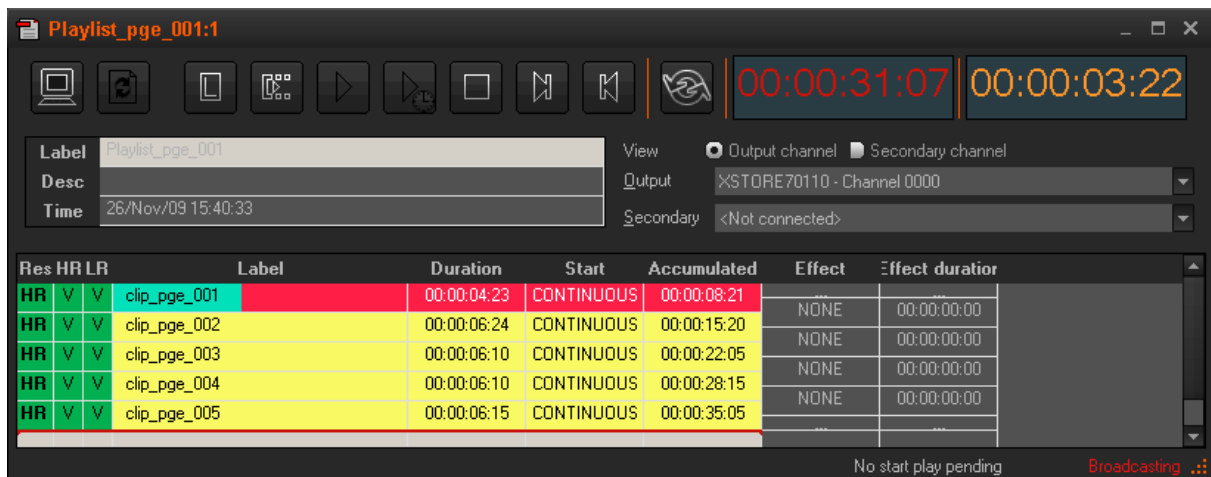 Playlist_pge_001:1
L
00:00:31:07 00:00:03:22
Label Playlist_pge_001
Desc
Time 26/Nov/09 15:40:33
View Output channel Secondary channel
Output XSTORE70110 - Channel 0000
Secondary <Not connected>
Res HR LR Label Duration Start Accumulated Effect Effect duration
HR V V clip_pge_001 00:00:04:23 CONTINUOUS 00:00:08:21 ... ...
NONE 00:00:00:00
HR V V clip_pge_002 00:00:06:24 CONTINUOUS 00:00:15:20
NONE 00:00:00:00
HR V V clip_pge_003 00:00:06:10 CONTINUOUS 00:00:22:05
NONE 00:00:00:00
HR V V clip_pge_004 00:00:06:10 CONTINUOUS 00:00:28:15
NONE 00:00:00:00
HR V V clip_pge_005 00:00:06:15 CONTINUOUS 00:00:35:05
... ...
No start play pending Broadcasting